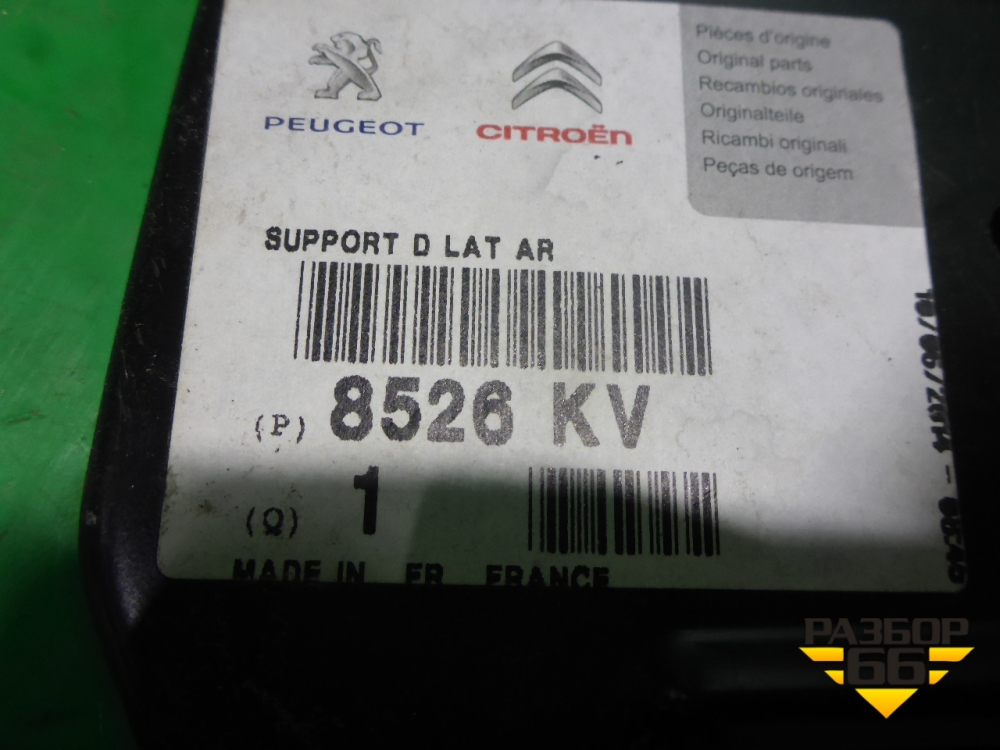 PEUGEOT
CITROËN
Pièces d'origine
Original parts
Recambios originales
Originalteile
Ricambi originali
Peças de origem
SUPPORT D LAT AR
(P) 8526 KV
(Q) 1
MADE IN FR FRANCE
РАЗБОР
66